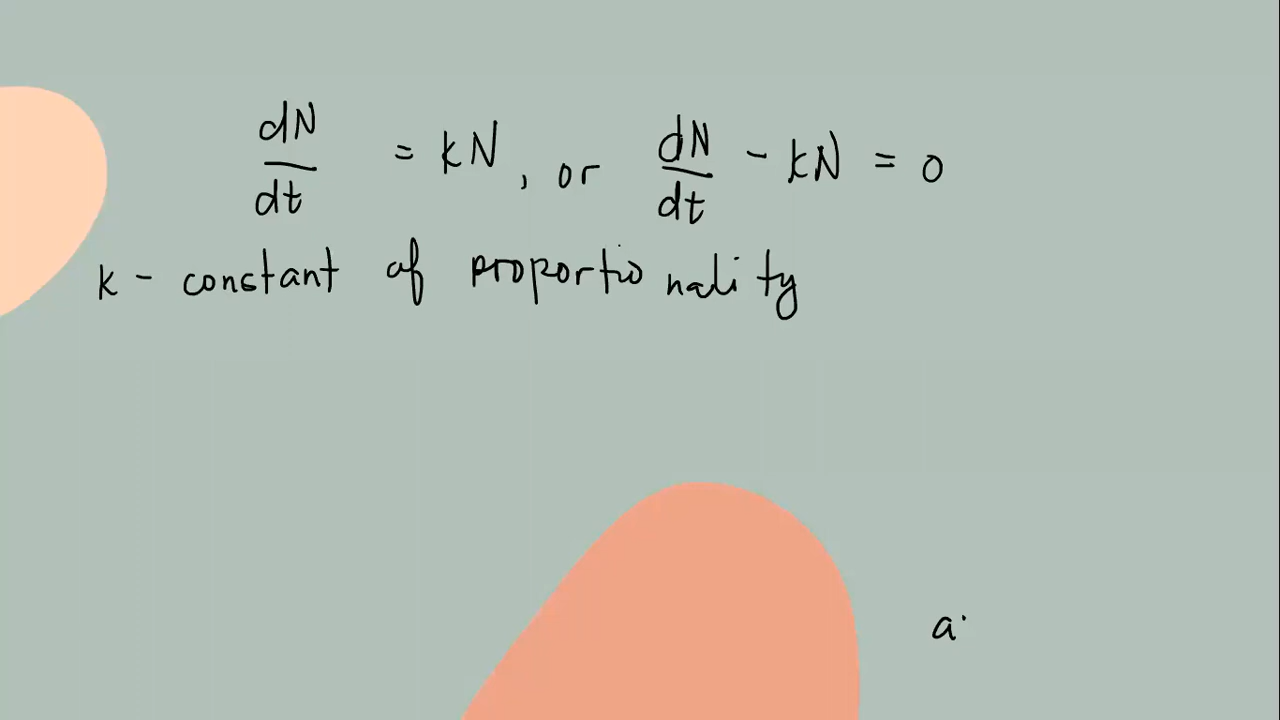 dN/dt = kN, or dN/dt - kN = 0
k - constant of proportionality
a